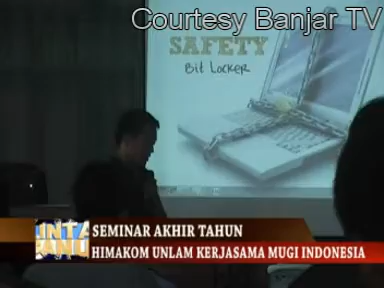 Courtesy Banjar TV
SAFETY
Bit Locker
SEMINAR AKHIR TAHUN
HIMAKOM UNLAM KERJASAMA MUGI INDONESIA